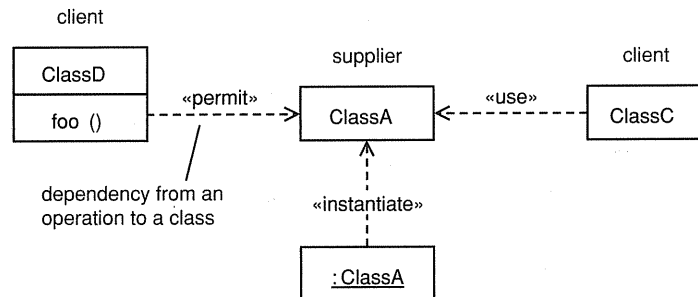 client
ClassD
foo ()
«permit»
dependency from an
operation to a class
supplier
ClassA
«use»
client
ClassC
«instantiate»
:ClassA